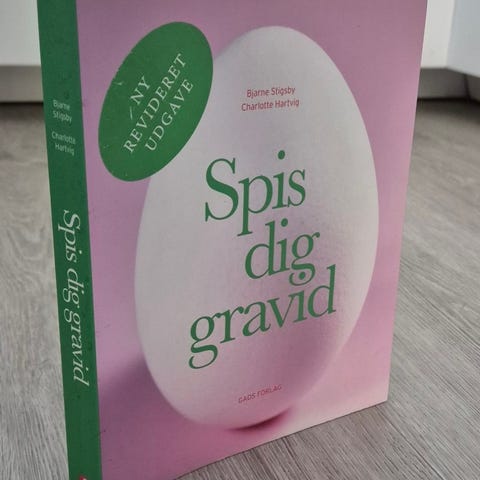 NY
REVIDERET
UDGAVE
Bjarne Stigsby
Charlotte Hartvig
Spis
dig
gravid
GADS FORLAG
Bjarne
Stigsby
Charlotte
Hartvig
Spis dig gravid